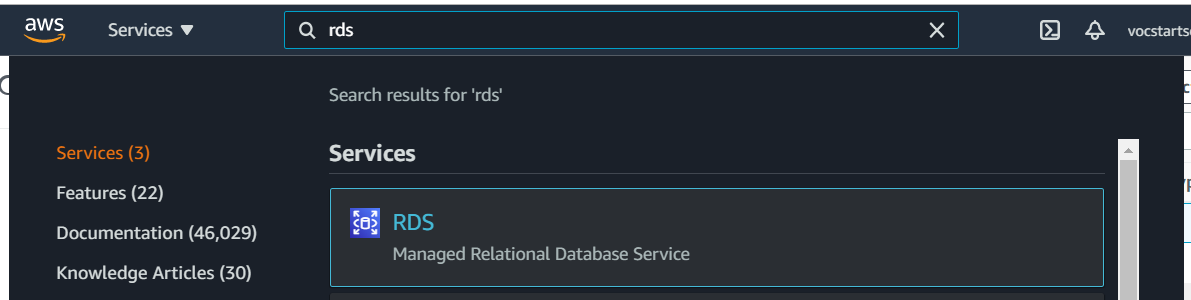 aws
Services ▼
rds
vocstarts
Search results for 'rds'
Services (3)
Features (22)
Documentation (46,029)
Knowledge Articles (30)
Services
RDS
Managed Relational Database Service